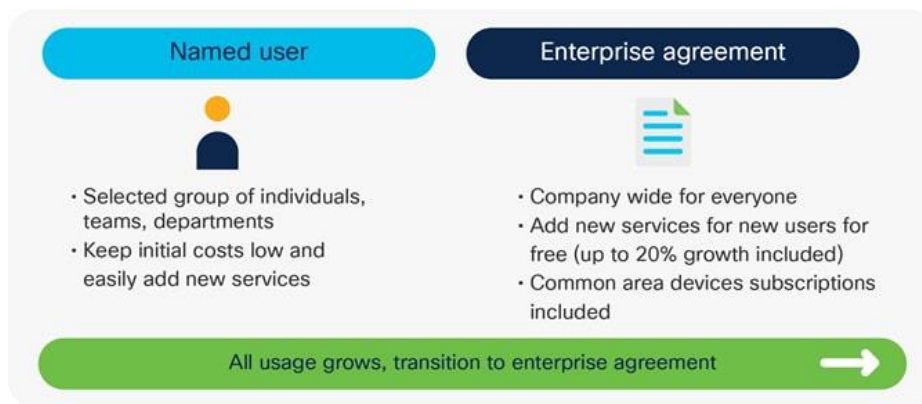 Named user
· Selected group of individuals,
teams, departments
· Keep initial costs low and
easily add new services
Enterprise agreement
· Company wide for everyone
· Add new services for new users for
free (up to 20% growth included)
· Common area devices subscriptions
included
All usage grows, transition to enterprise agreement